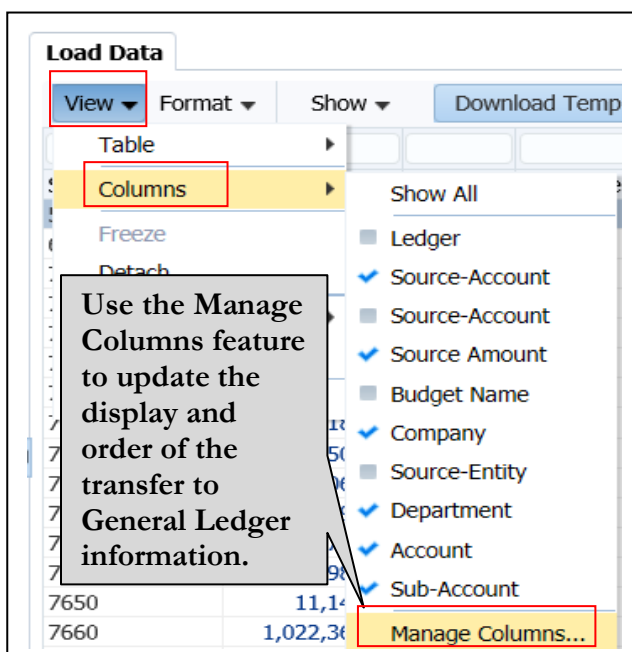 Load Data
View Format Show Download Temp
Table
Columns
Show All
Freeze
Ledger
Detach
Source-Account
Source-Account
Source Amount
Budget Name
Company
Source-Entity
Department
Account
Sub-Account
Manage Columns...
Use the Manage
Columns feature
to update the
display and
order of the
transfer to
General Ledger
information.
7650 11,14
7660 1,022,36